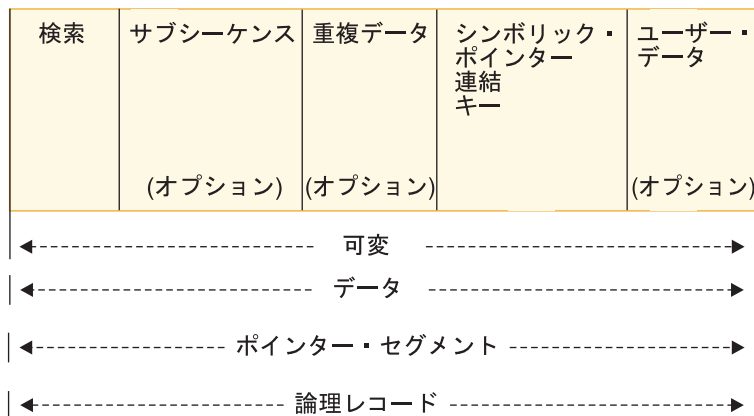 検索
サブシーケンス
(オプション)
重複データ
(オプション)
シンボリック・
ポインター
連結
キー
ユーザー・
データ
(オプション)
可変
データ
ポインター・セグメント
論理レコード